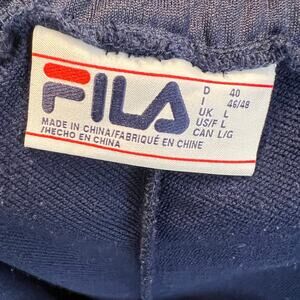 FILA
D 40
I 46/48
UK L
US/F L
CAN L/G
MADE IN CHINA/FABRIQUÉ EN CHINE
/HECHO EN CHINA